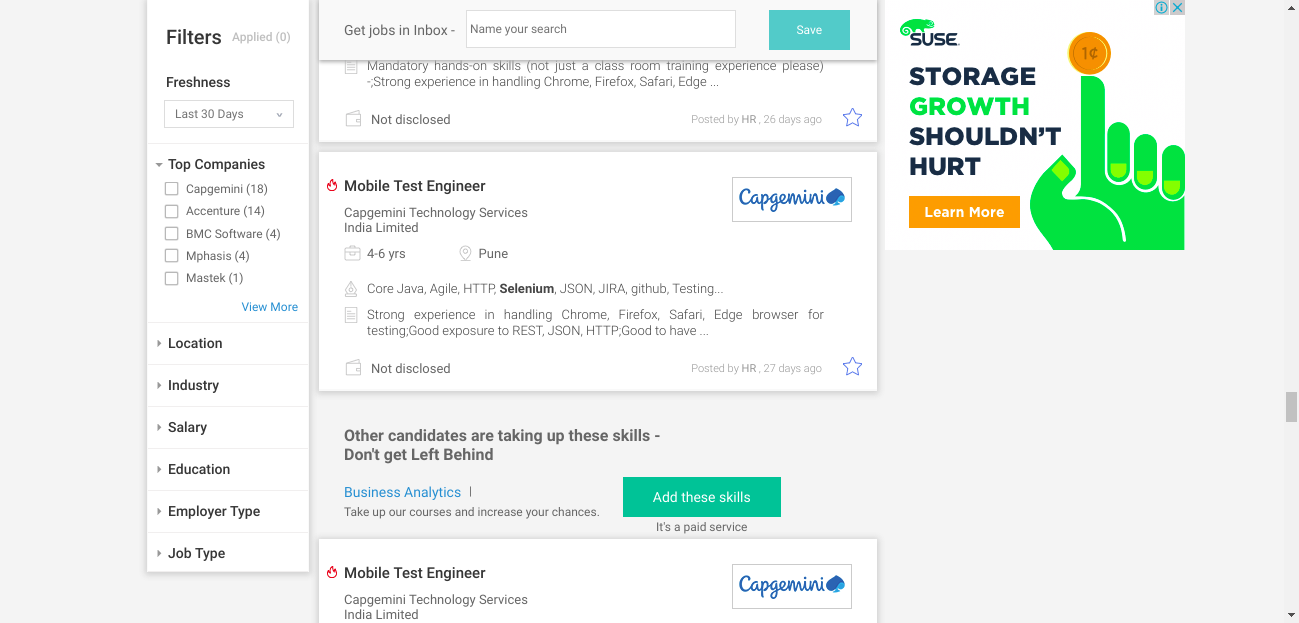 Filters Applied (0)
Freshness
Last 30 Days
Top Companies
Capgemini (18)
Accenture (14)
BMC Software (4)
Mphasis (4)
Mastek (1)
View More
Location
Industry
Salary
Education
Employer Type
Job Type
Get jobs in Inbox - Name your search Save
Mandatory hands-on skills (not just a class room training experience please)
-;Strong experience in handling Chrome, Firefox, Safari, Edge ...
Not disclosed Posted by HR , 26 days ago
Mobile Test Engineer
Capgemini
Capgemini Technology Services
India Limited
4-6 yrs Pune
Core Java, Agile, HTTP, Selenium, JSON, JIRA, github, Testing...
Strong experience in handling Chrome, Firefox, Safari, Edge browser for
testing;Good exposure to REST, JSON, HTTP;Good to have ...
Not disclosed Posted by HR , 27 days ago
Other candidates are taking up these skills -
Don't get Left Behind
Business Analytics |
Take up our courses and increase your chances.
Add these skills
It's a paid service
Mobile Test Engineer
Capgemini
Capgemini Technology Services
India Limited
SUSE
1¢
STORAGE
GROWTH
SHOULDN'T
HURT
Learn More